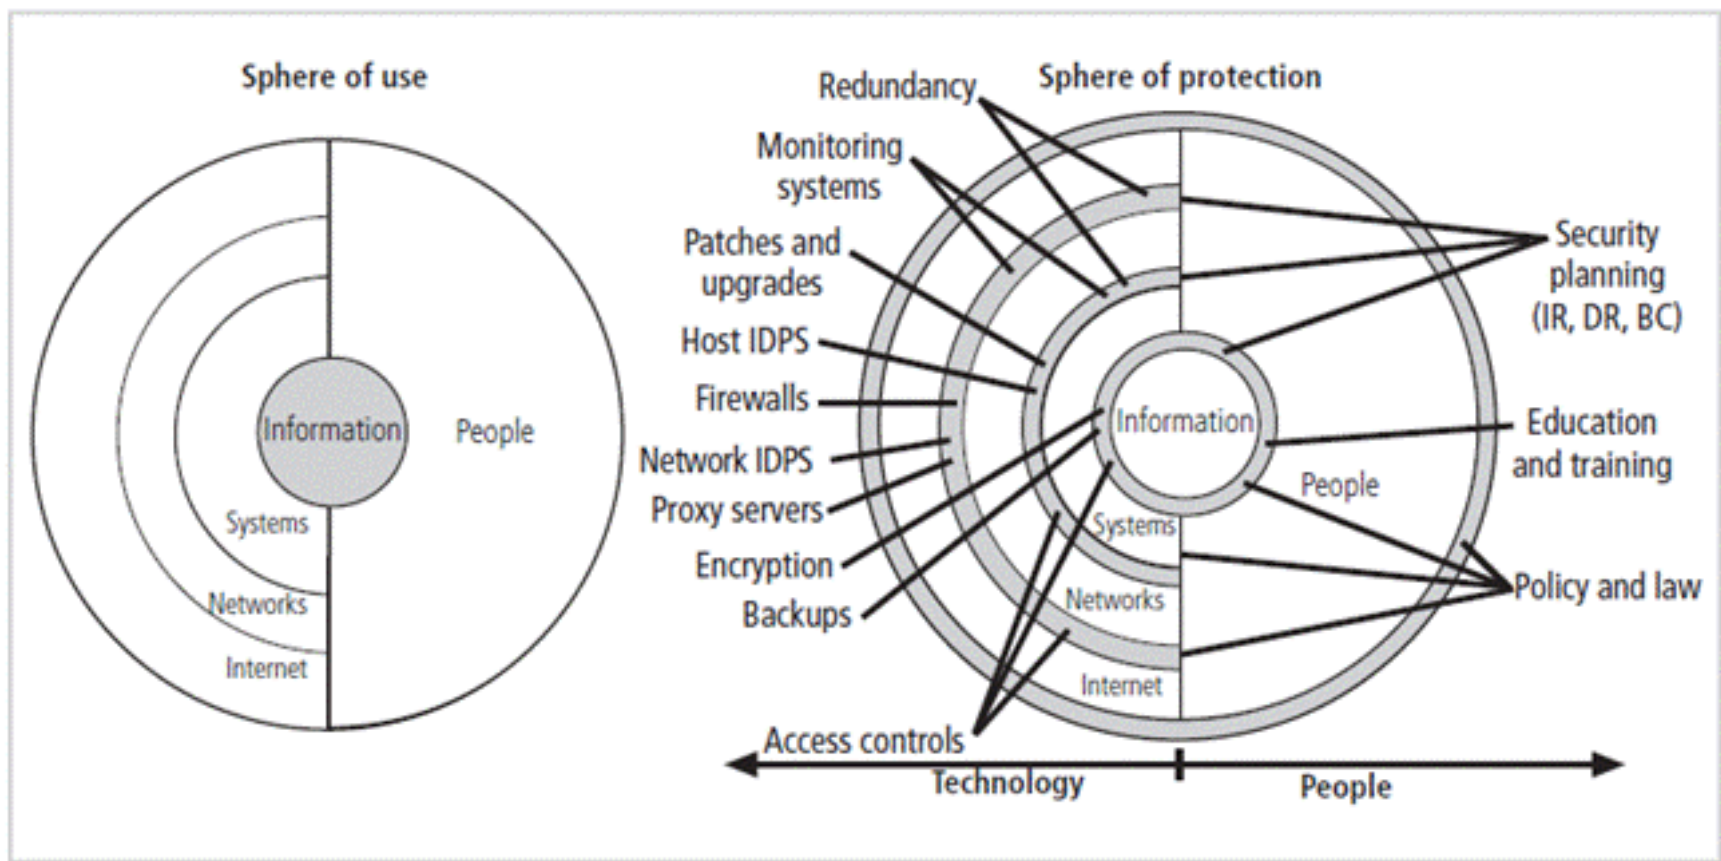 Sphere of use
Information
People
Systems
Networks
Internet
Sphere of protection
Redundancy
Monitoring
systems
Patches and
upgrades
Host IDPS
Firewalls
Network IDPS
Proxy servers
Encryption
Backups
Access controls
Information
People
Systems
Networks
Internet
Security
planning
(IR, DR, BC)
Education
and training
Policy and law
Technology
People